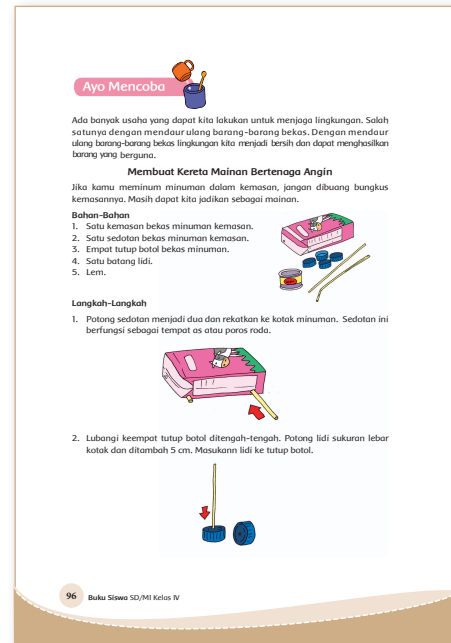 Ayo Mencoba
Ada banyak usaha yang dapat kita lakukan untuk menjaga lingkungan. Salah
satunya dengan mendaur ulang barang-barang bekas. Dengan mendaur
ulang barang-barang bekas lingkungan kita menjadi bersih dan dapat menghasilkan
barang yang berguna.
Membuat Kereta Mainan Bertenaga Angin
Jika kamu meminum minuman dalam kemasan, jangan dibuang bungkus
kemasannya. Masih dapat kita jadikan sebagai mainan.
Bahan-Bahan
1. Satu kemasan bekas minuman kemasan.
2. Satu sedotan bekas minuman kemasan.
3. Empat tutup botol bekas minuman.
4. Satu batang lidi.
5. Lem.
Langkah-Langkah
1. Potong sedotan menjadi dua dan rekatkan ke kotak minuman. Sedotan ini
berfungsi sebagai tempat as atau poros roda.
2. Lubangi keempat tutup botol ditengah-tengah. Potong lidi sukuran lebar
kotak dan ditambah 5 cm. Masukann lidi ke tutup botol.
96 Buku Siswa SD/MI Kelas IV